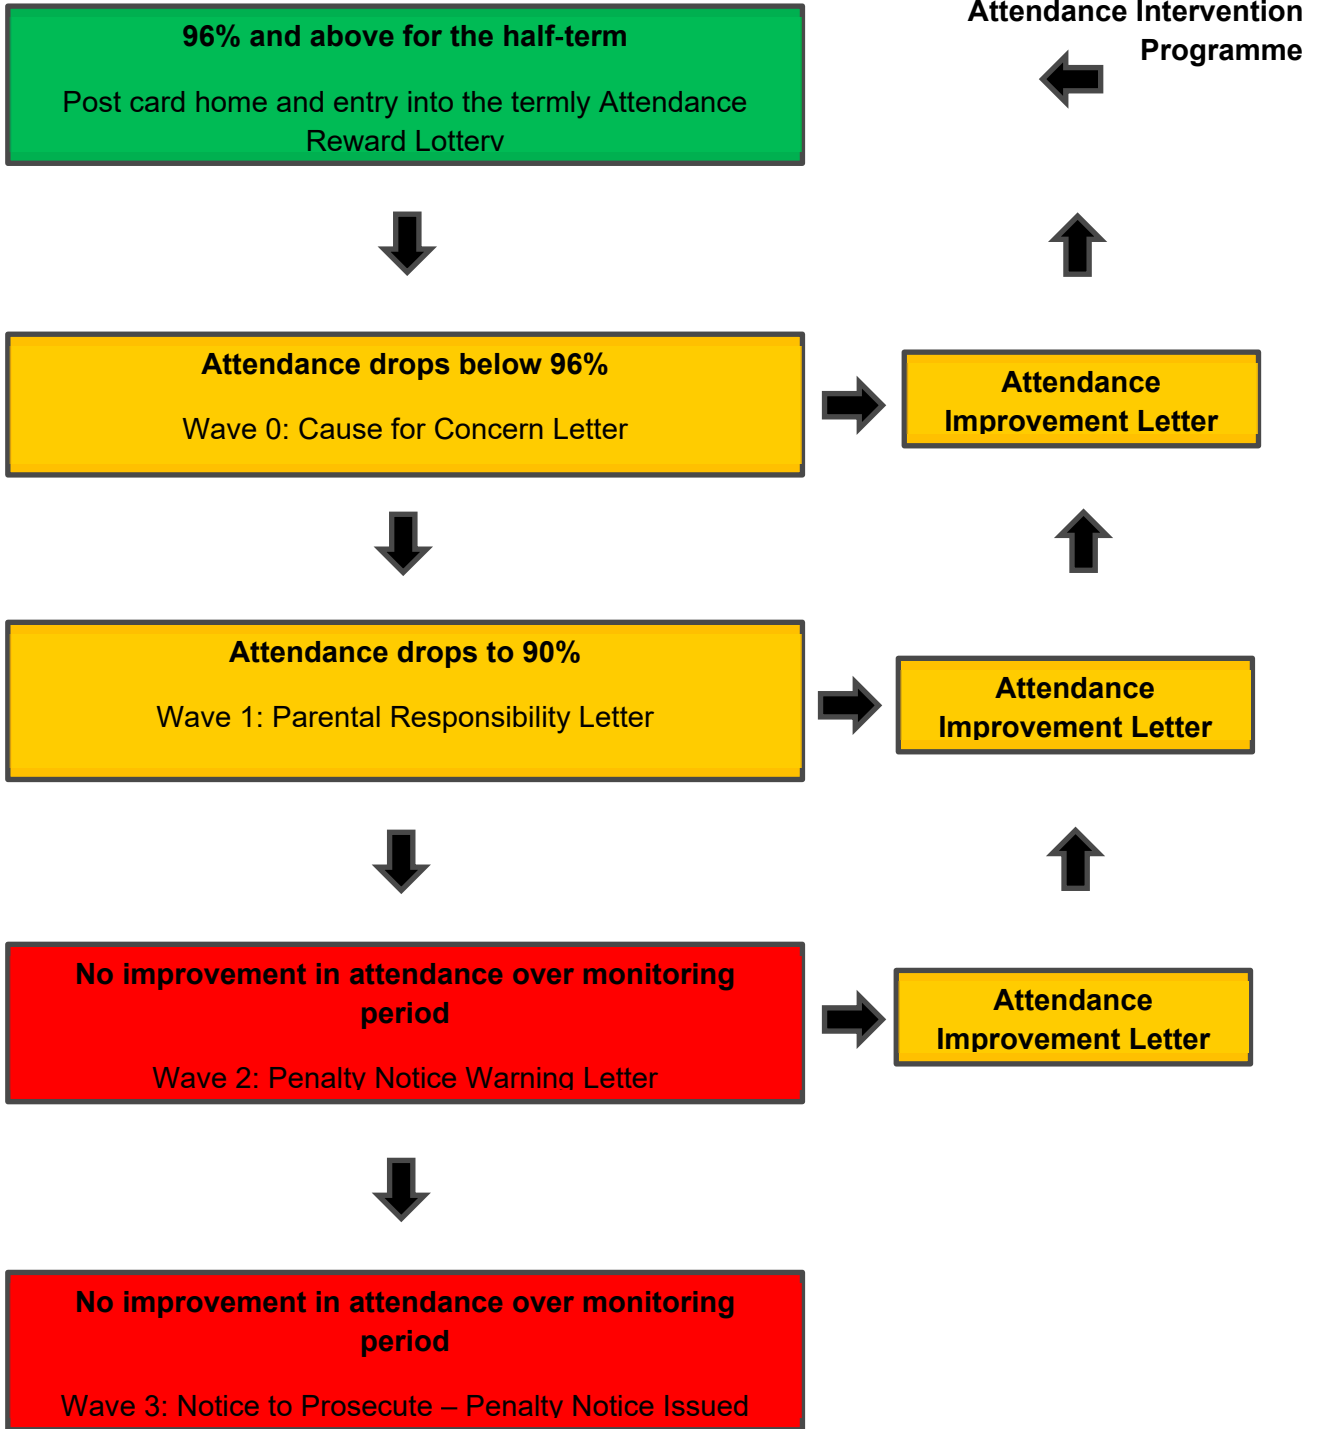 Attendance Intervention
Programme
96% and above for the half-term
Post card home and entry into the termly Attendance
Reward Lottery
Attendance drops below 96%
Wave 0: Cause for Concern Letter
Attendance
Improvement Letter
Attendance drops to 90%
Wave 1: Parental Responsibility Letter
Attendance
Improvement Letter
No improvement in attendance over monitoring
period
Wave 2: Penalty Notice Warning Letter
Attendance
Improvement Letter
No improvement in attendance over monitoring
period
Wave 3: Notice to Prosecute – Penalty Notice Issued